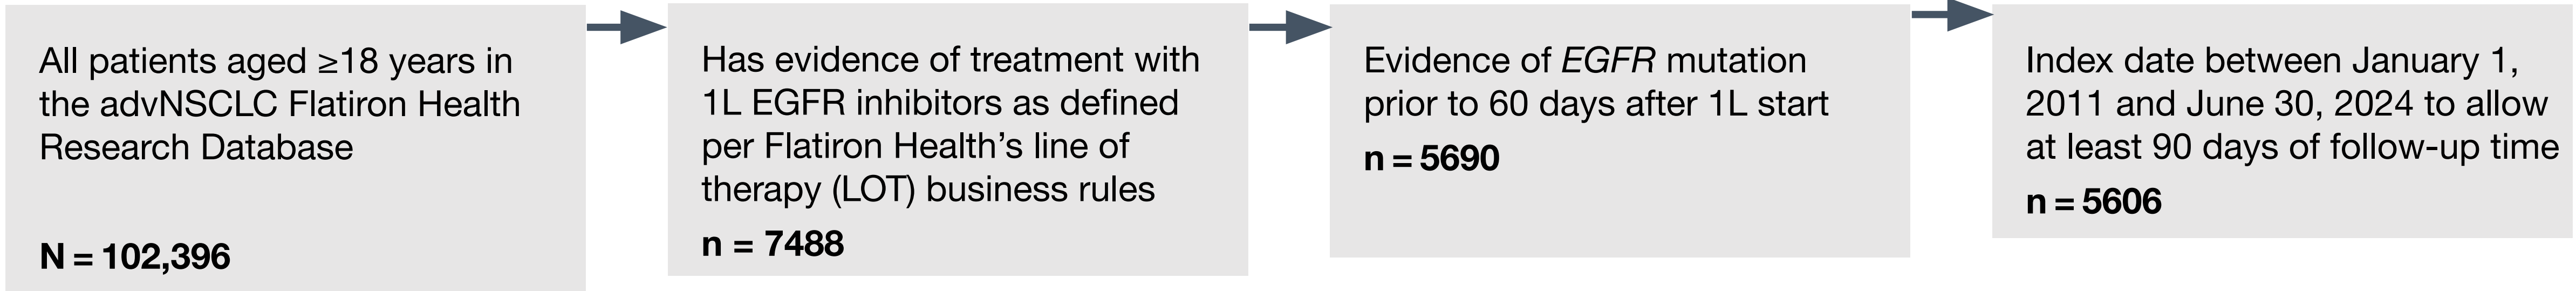 All patients aged ≥18 years in
the advNSCLC Flatiron Health
Research Database
N = 102,396
Has evidence of treatment with
1L EGFR inhibitors as defined
per Flatiron Health’s line of
therapy (LOT) business rules
n = 7488
Evidence of EGFR mutation
prior to 60 days after 1L start
n = 5690
Index date between January 1,
2011 and June 30, 2024 to allow
at least 90 days of follow-up time
n = 5606